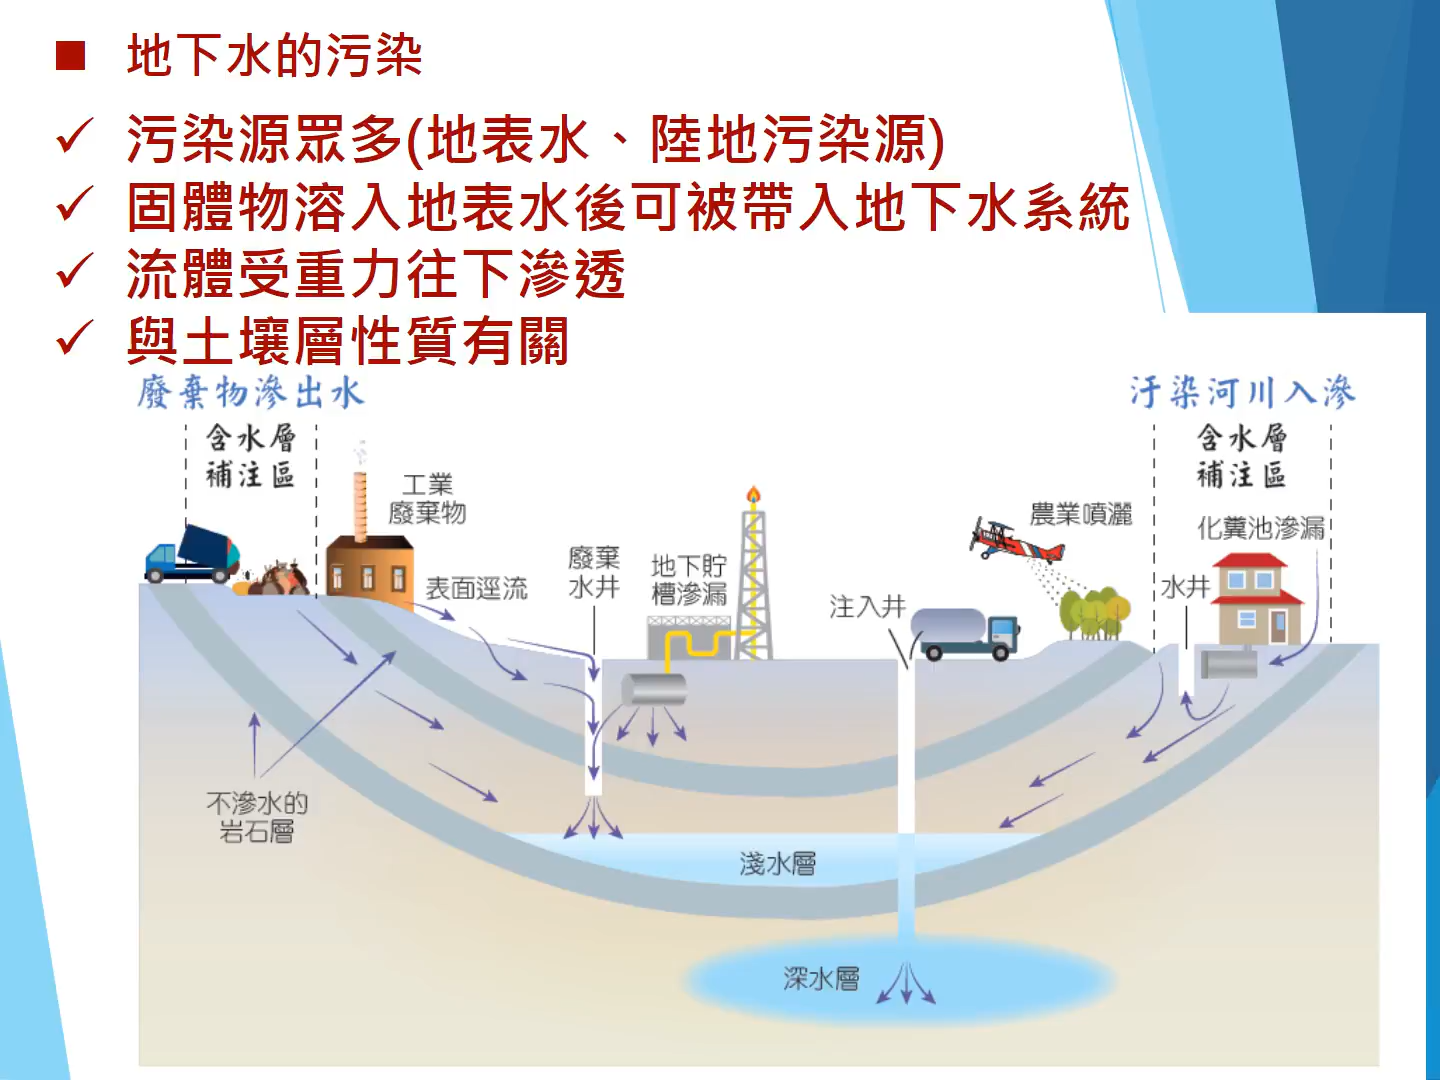 地下水的污染
污染源眾多(地表水、陸地污染源)
固體物溶入地表水後可被帶入地下水系統
流體受重力往下滲透
與土壤層性質有關
廢棄物滲出水
汙染河川入滲
含水層
補注區
含水層
補注區
工業
廢棄物
農業噴灑
化糞池滲漏
廢棄
水井
地下貯
槽滲漏
表面逕流
水井
注入井
不滲水的
岩石層
淺水層
深水層